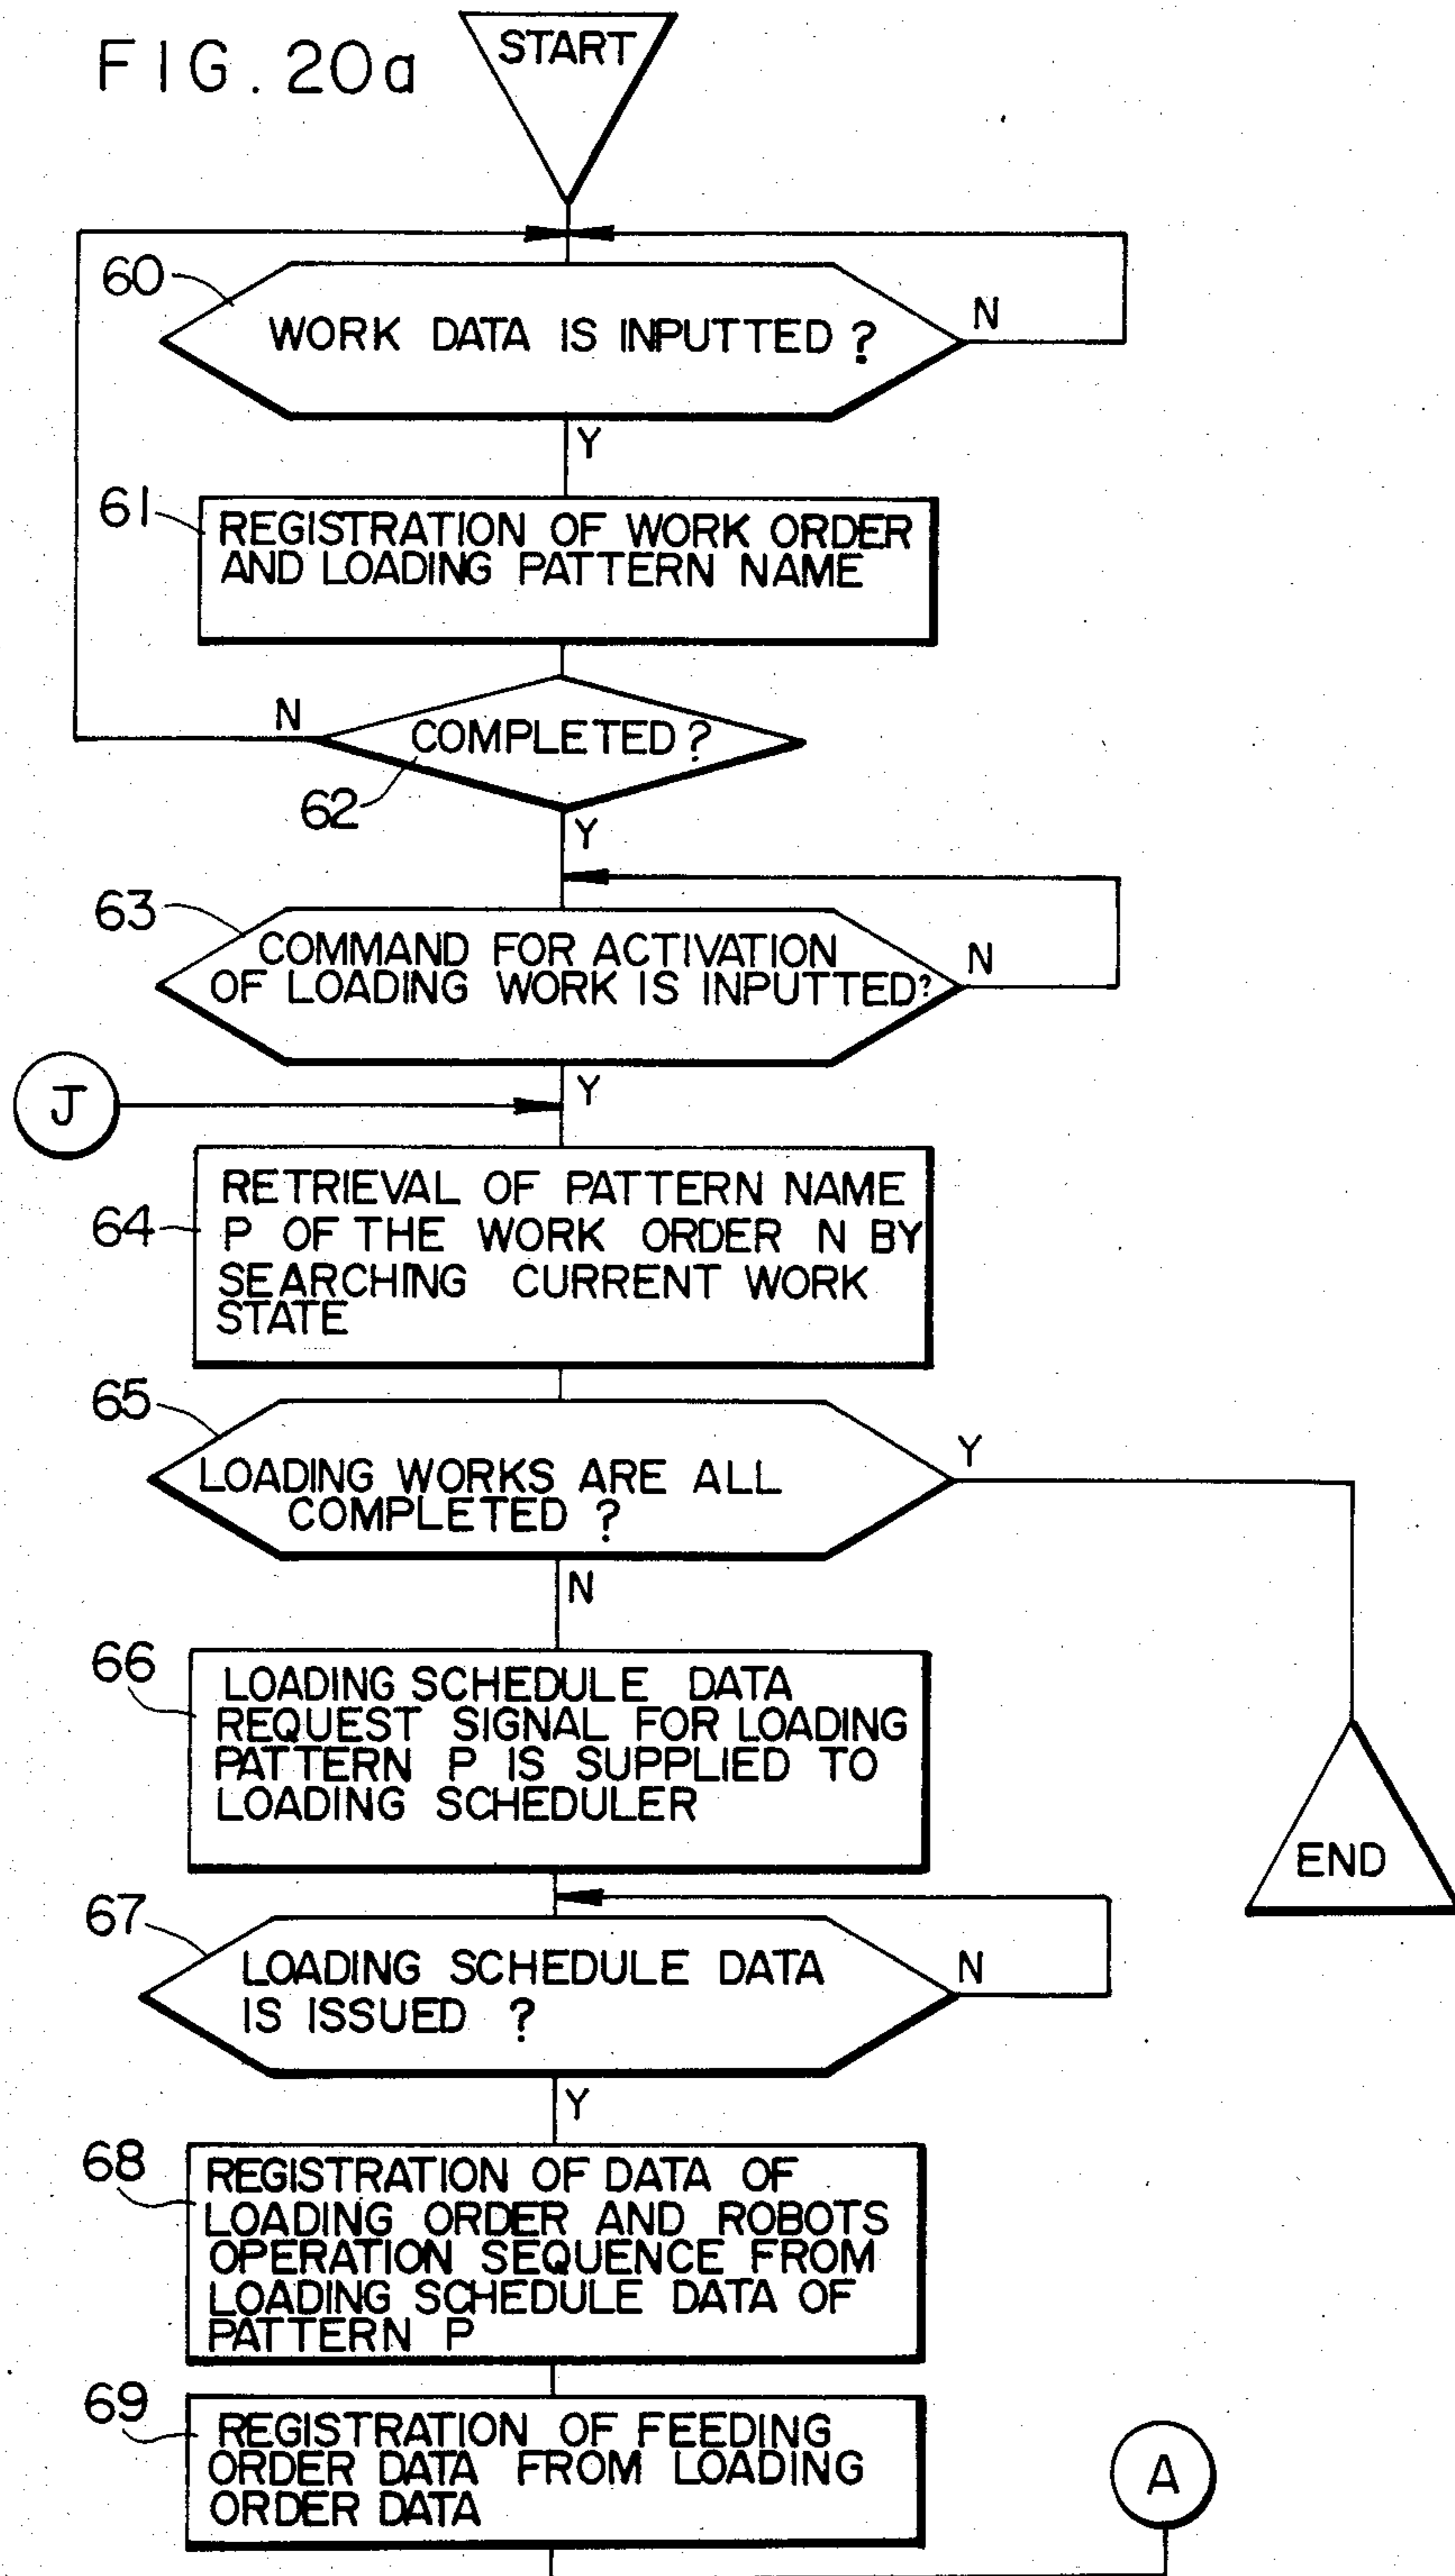 FIG. 20a
START
60
WORK DATA IS INPUTTED ?
N
Y
61
REGISTRATION OF WORK ORDER
AND LOADING PATTERN NAME
N
COMPLETED ?
62
Y
63
COMMAND FOR ACTIVATION
OF LOADING WORK IS INPUTTED?
N
Y
J
64
RETRIEVAL OF PATTERN NAME
P OF THE WORK ORDER N BY
SEARCHING CURRENT WORK
STATE
65
LOADING WORKS ARE ALL
COMPLETED ?
Y
N
66
LOADING SCHEDULE DATA
REQUEST SIGNAL FOR LOADING
PATTERN P IS SUPPLIED TO
LOADING SCHEDULER
END
67
LOADING SCHEDULE DATA
IS ISSUED ?
N
Y
68
REGISTRATION OF DATA OF
LOADING ORDER AND ROBOTS
OPERATION SEQUENCE FROM
LOADING SCHEDULE DATA OF
PATTERN P
69
REGISTRATION OF FEEDING
ORDER DATA FROM LOADING
ORDER DATA
A